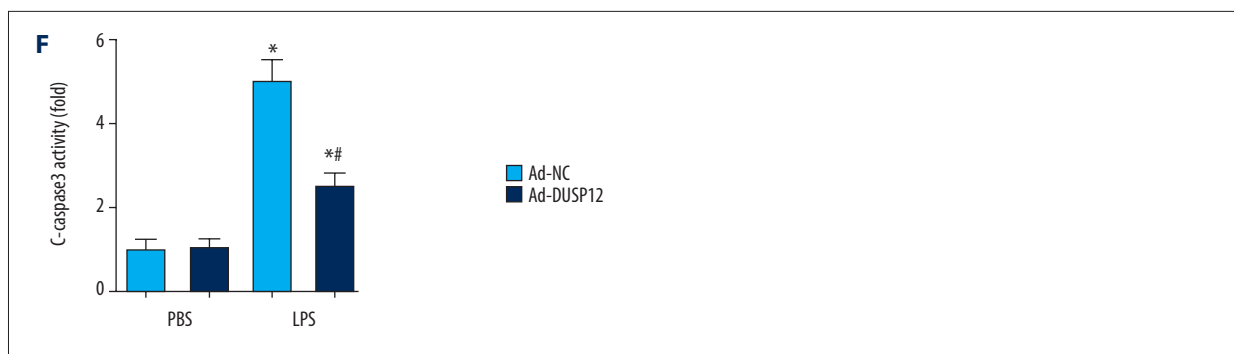 F
C-caspase3 activity (fold)
6
4
2
0
*
*#
PBS
LPS
Ad-NC
Ad-DUSP12